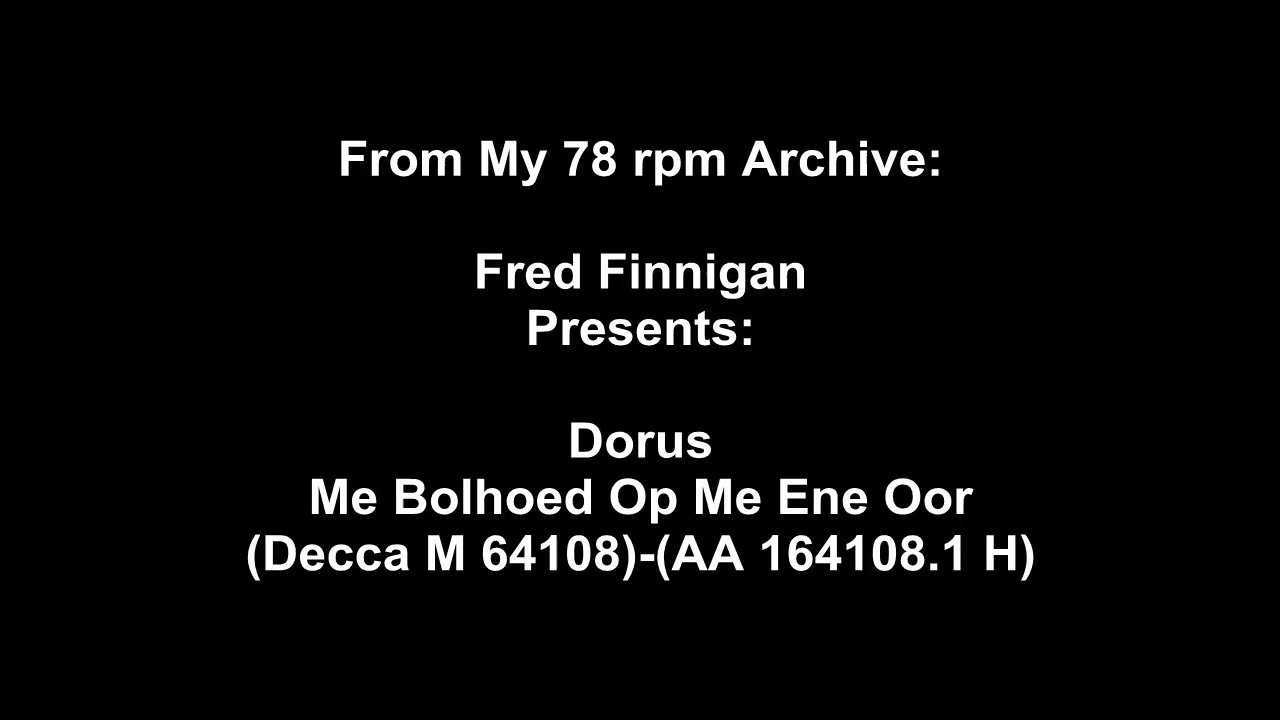 From My 78 rpm Archive:
Fred Finnigan
Presents:
Dorus
Me Bolhoed Op Me Ene Oor
(Decca M 64108)-(AA 164108.1 H)